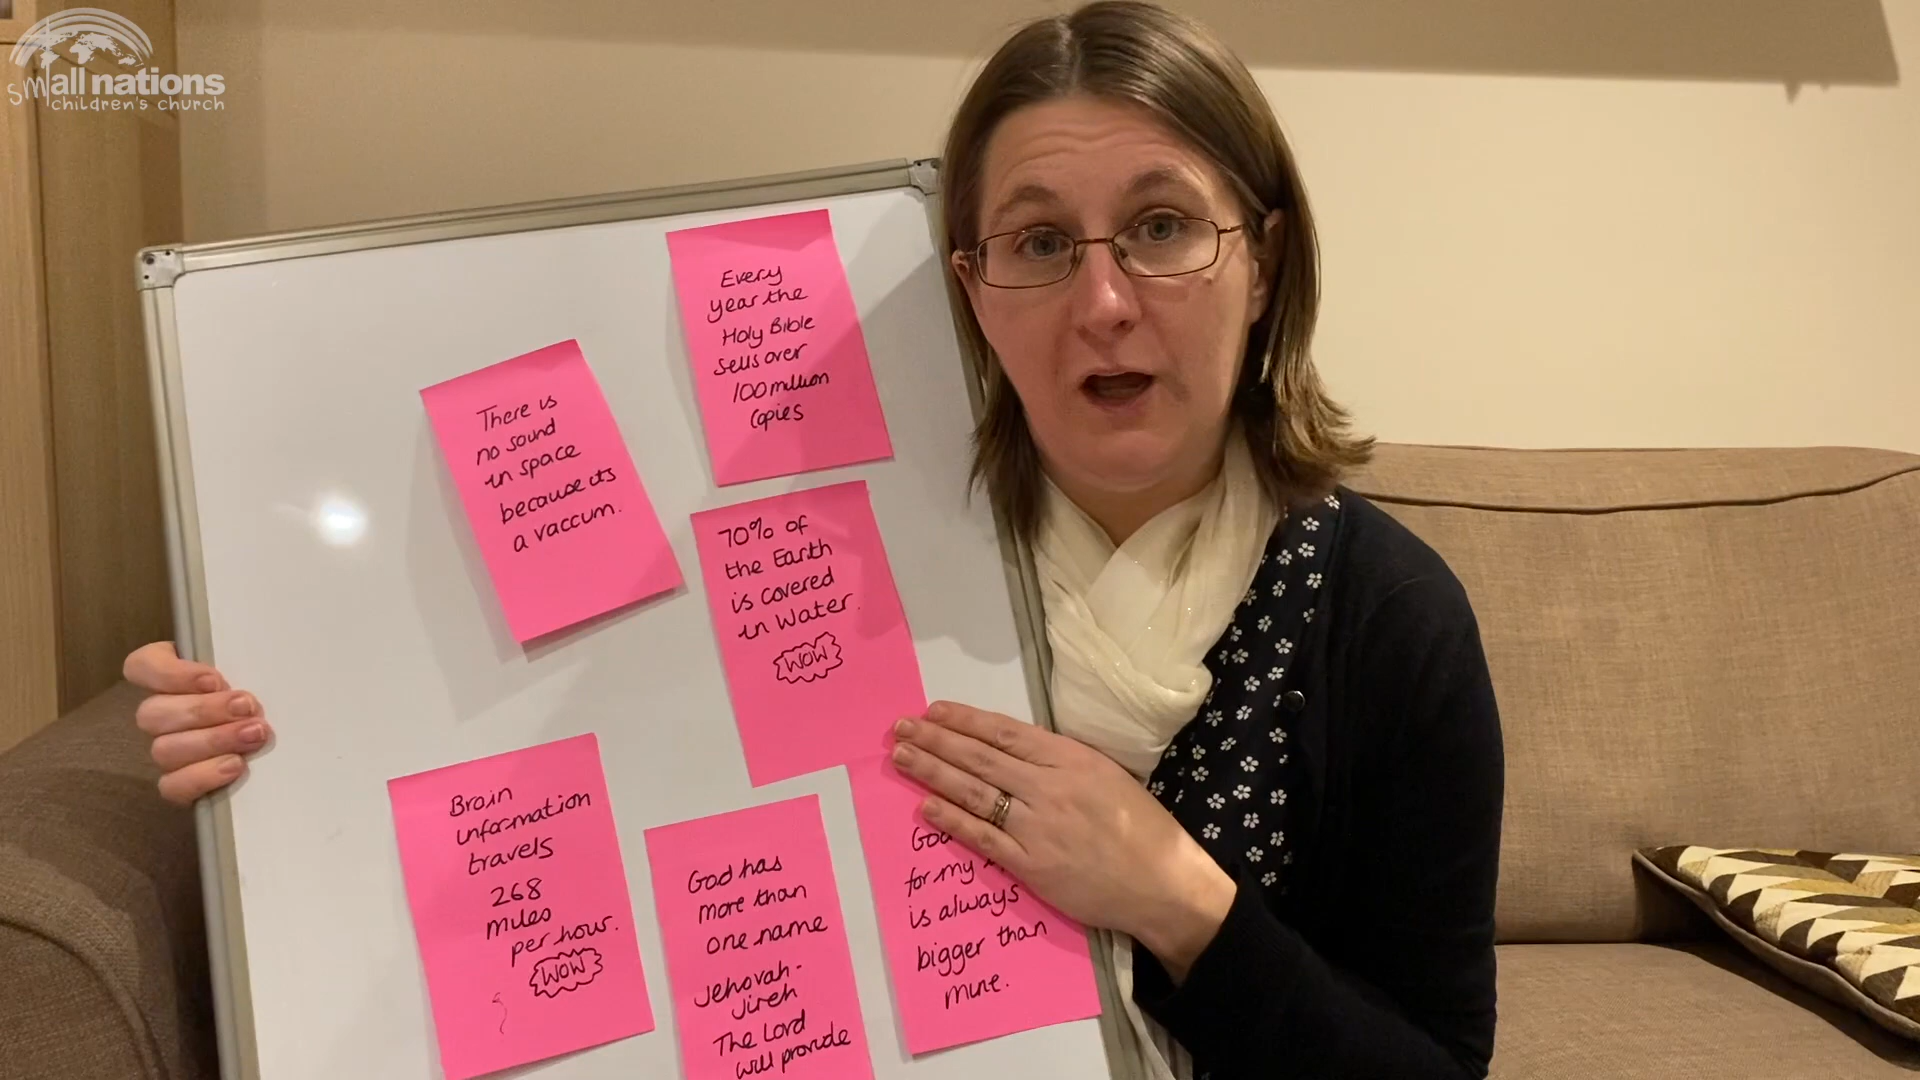 small nations
children's church
Every
year the
Holy Bible
sells over
100 million
copies
There is
no sound
in space
because its
a vaccum.
70% of
the Earth
is covered
in Water.
WOW
Brain
information
travels
268
miles
per hour.
WOW
God has
more than
one name
Jehovah-
Jireh
The Lord
will provide
for my
is always
bigger than
mine.